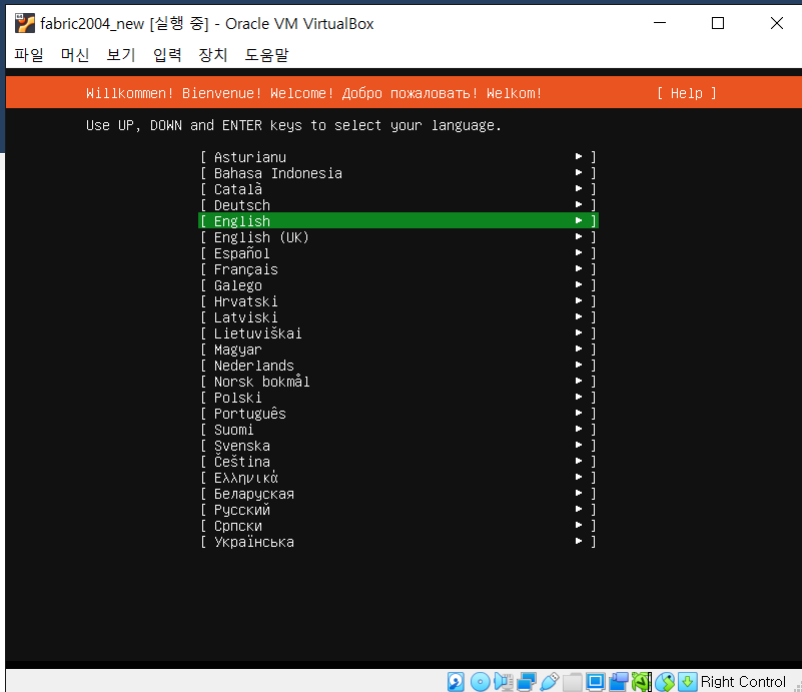 fabric2004_new [실행 중] - Oracle VM VirtualBox
파일 머신 보기 입력 장치 도움말
Willkommen! Bienvenue! Welcome! Добро пожаловать! Welkom! [ Help ]
Use UP, DOWN and ENTER keys to select your language.
[ Asturianu ► ]
[ Bahasa Indonesia ► ]
[ Català ► ]
[ Deutsch ► ]
[ English ► ]
[ English (UK) ► ]
[ Español ► ]
[ Français ► ]
[ Galego ► ]
[ Hrvatski ► ]
[ Latviski ► ]
[ Lietuviškai ► ]
[ Magyar ► ]
[ Nederlands ► ]
[ Norsk bokmål ► ]
[ Polski ► ]
[ Português ► ]
[ Suomi ► ]
[ Svenska ► ]
[ Čeština ► ]
[ Ελληνικά ► ]
[ Беларуская ► ]
[ Русский ► ]
[ Српски ► ]
[ Українська ► ]
Right Control